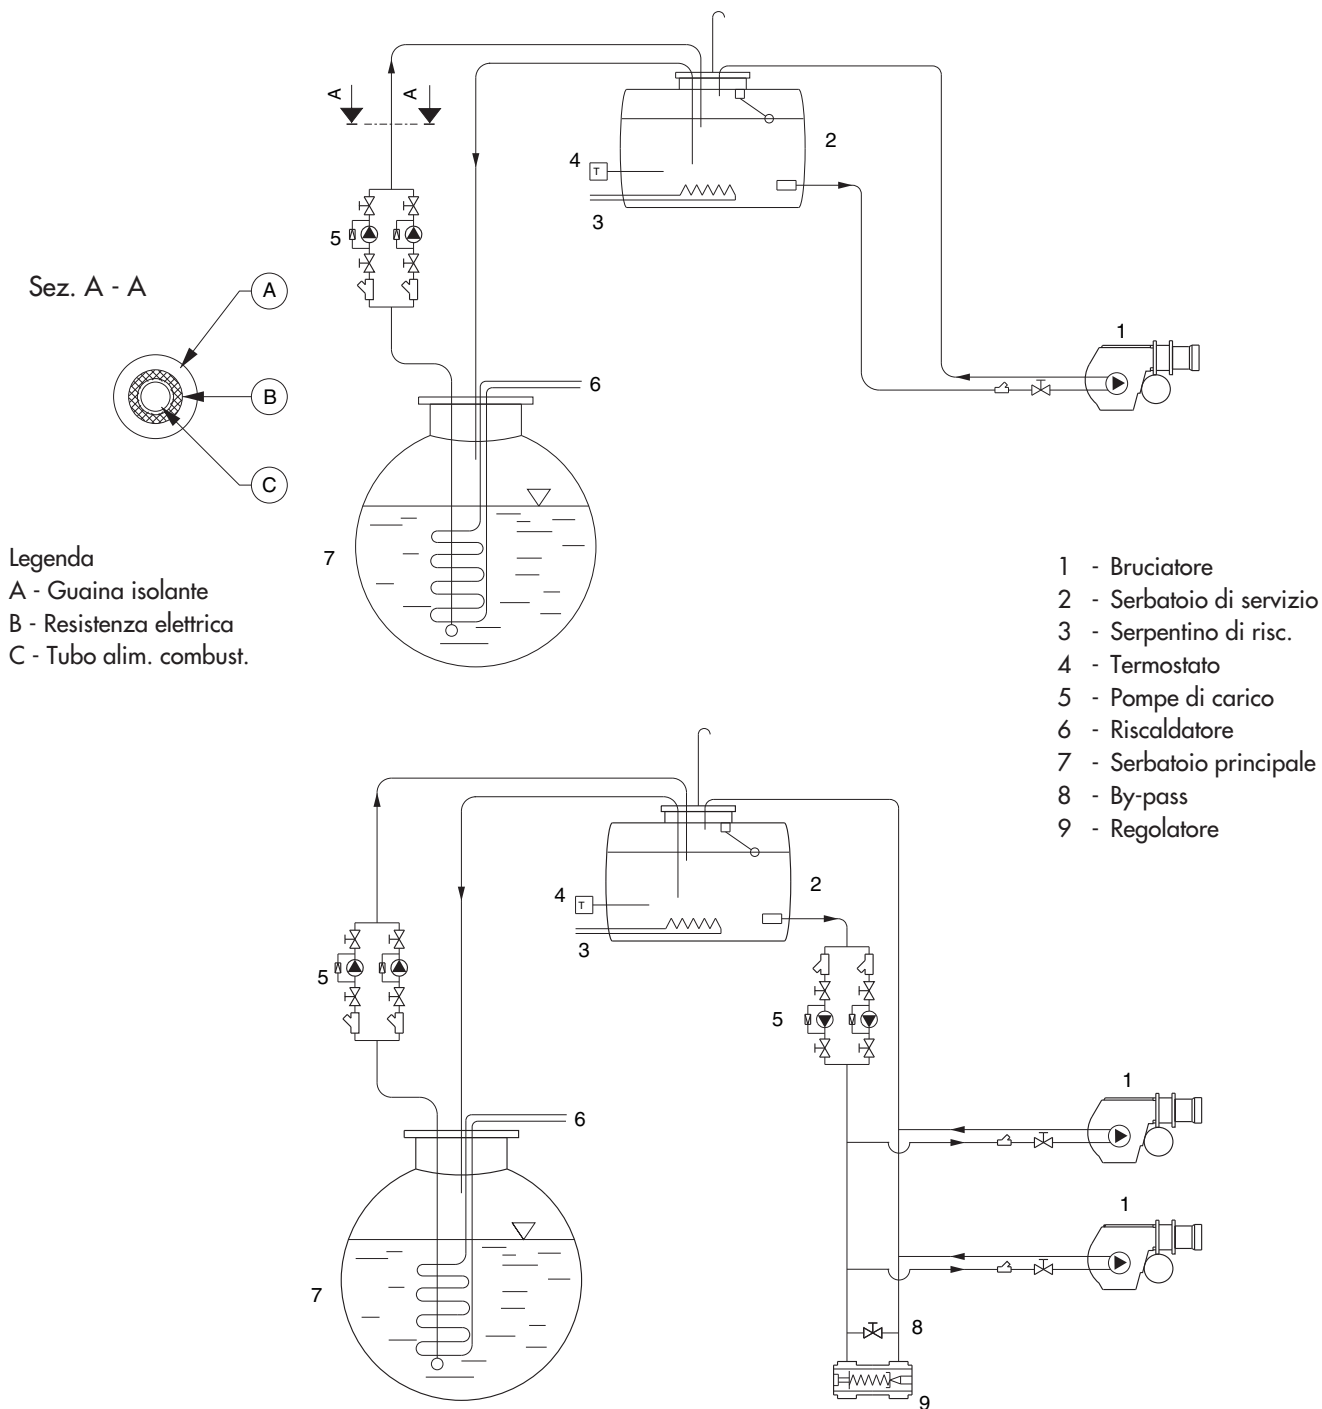 A
A
2
4
T
3
5
Sez. A - A
A
1
B
6
C
7
Legenda
A - Guaina isolante
B - Resistenza elettrica
C - Tubo alim. combust.
1 - Bruciatore
2 - Serbatoio di servizio
3 - Serpentino di risc.
4 - Termostato
5 - Pompe di carico
6 - Riscaldatore
7 - Serbatoio principale
8 - By-pass
9 - Regolatore
2
4
T
3
5
5
1
6
1
7
8
9